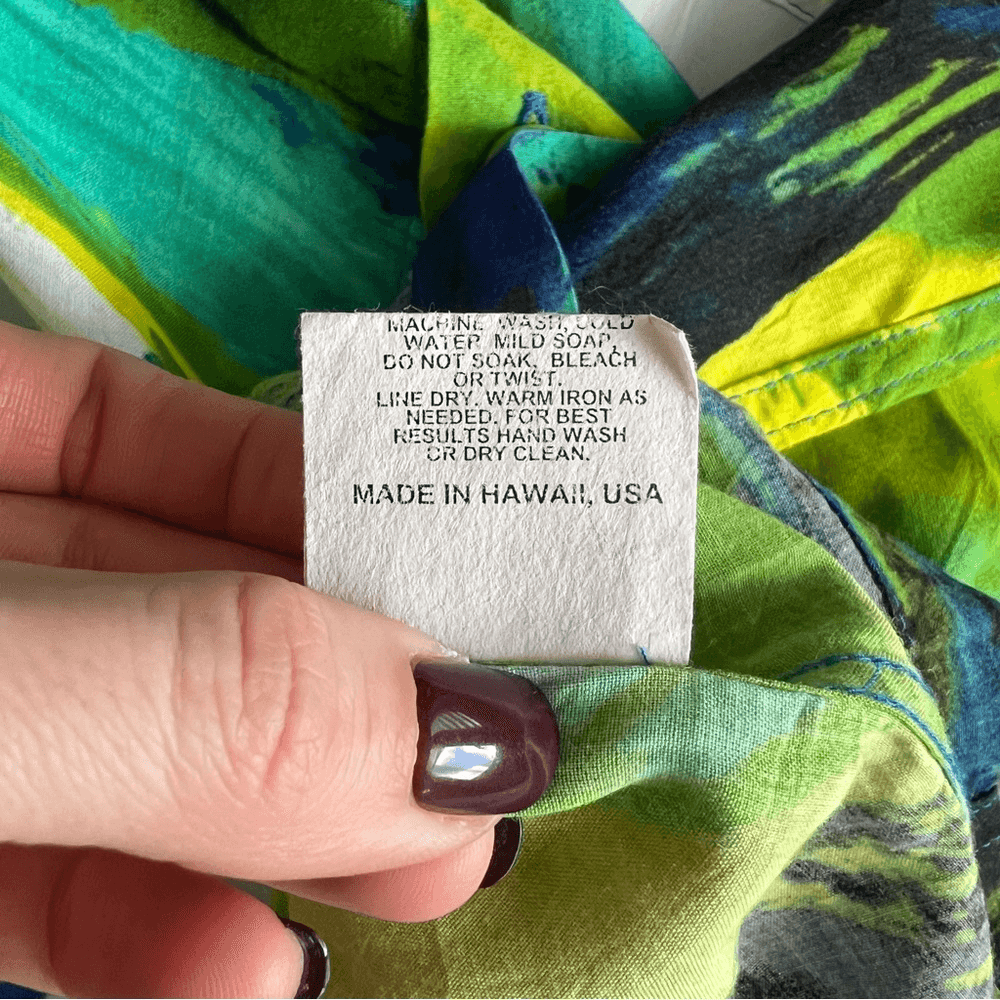 MACHINE WASH, COLD
WATER MILD SOAP,
DO NOT SOAK, BLEACH
OR TWIST.
LINE DRY. WARM IRON AS
NEEDED. FOR BEST
RESULTS HAND WASH
OR DRY CLEAN.
MADE IN HAWAII, USA